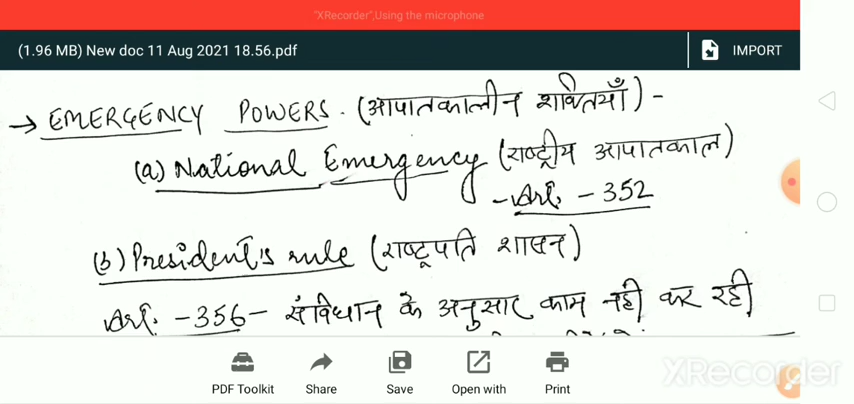 "XRecorder",Using the microphone
(1.96 MB) New doc 11 Aug 2021 18.56.pdf
IMPORT
→ EMERGENCY POWERS. (आपातकालीन शक्तियाँ) -
(a) National Emergency (राष्ट्रीय आपातकाल)
- Art. - 352
(b) President's rule (राष्ट्रपति शासन)
Art. - 356 - संविधान के अनुसार काम नहीं कर रही
PDF Toolkit
Share
Save
Open with
Print
XRecorder